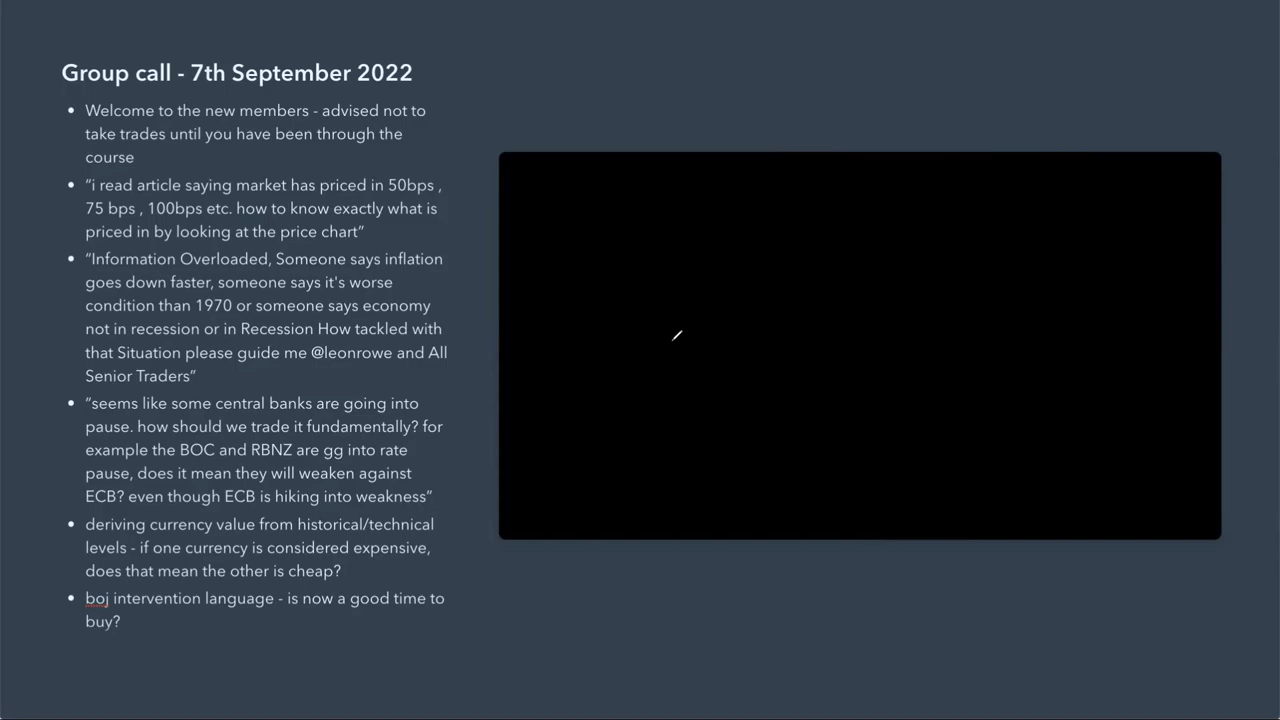 Group call - 7th September 2022
• Welcome to the new members - advised not to
take trades until you have been through the
course
• “i read article saying market has priced in 50bps ,
75 bps , 100bps etc. how to know exactly what is
priced in by looking at the price chart”
• “Information Overloaded, Someone says inflation
goes down faster, someone says it's worse
condition than 1970 or someone says economy
not in recession or in Recession How tackled with
that Situation please guide me @leonrowe and All
Senior Traders”
• “seems like some central banks are going into
pause. how should we trade it fundamentally? for
example the BOC and RBNZ are gg into rate
pause, does it mean they will weaken against
ECB? even though ECB is hiking into weakness”
• deriving currency value from historical/technical
levels - if one currency is considered expensive,
does that mean the other is cheap?
• boj intervention language - is now a good time to
buy?